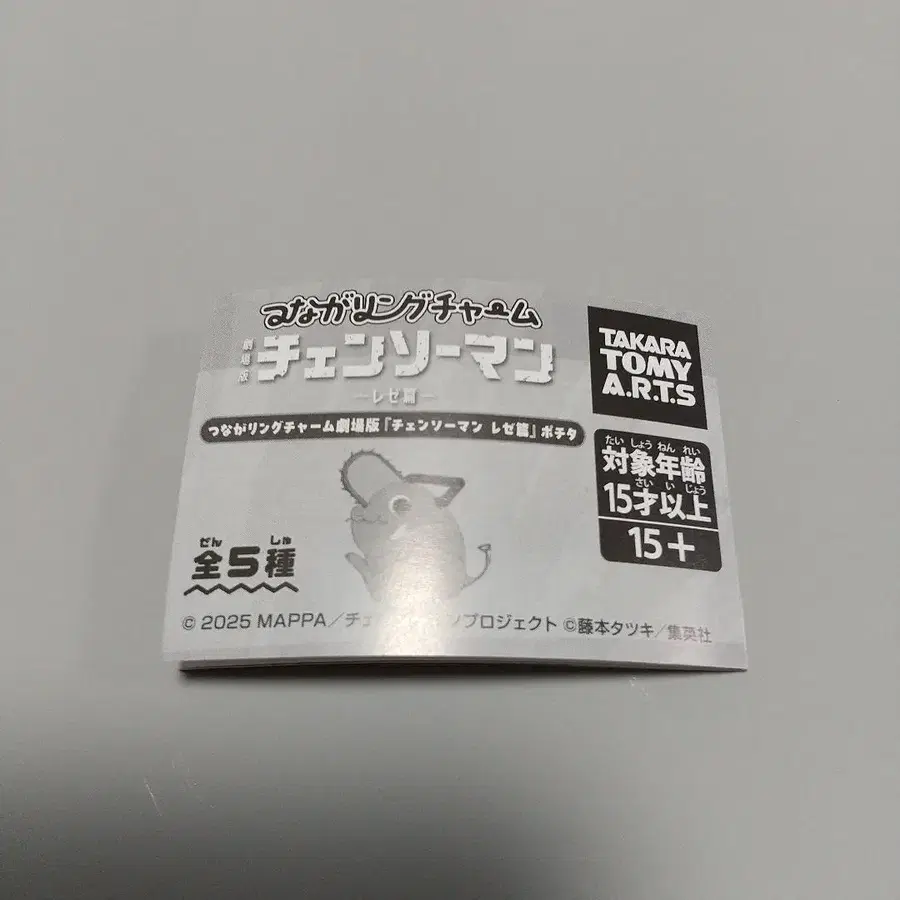 つながリングチャーム
劇場版
チェンソーマン
―レゼ篇―
つながリングチャーム劇場版『チェンソーマン レゼ篇』ポチタ
TAKARA
TOMY
A.R.T.S
たい しょう ねん れい
対象年齢
さい い じょう
15才以上
15+
ぜん しゅ
全5種
© 2025 MAPPA／チェ ンプロジェクト ©藤本タツキ／集英社